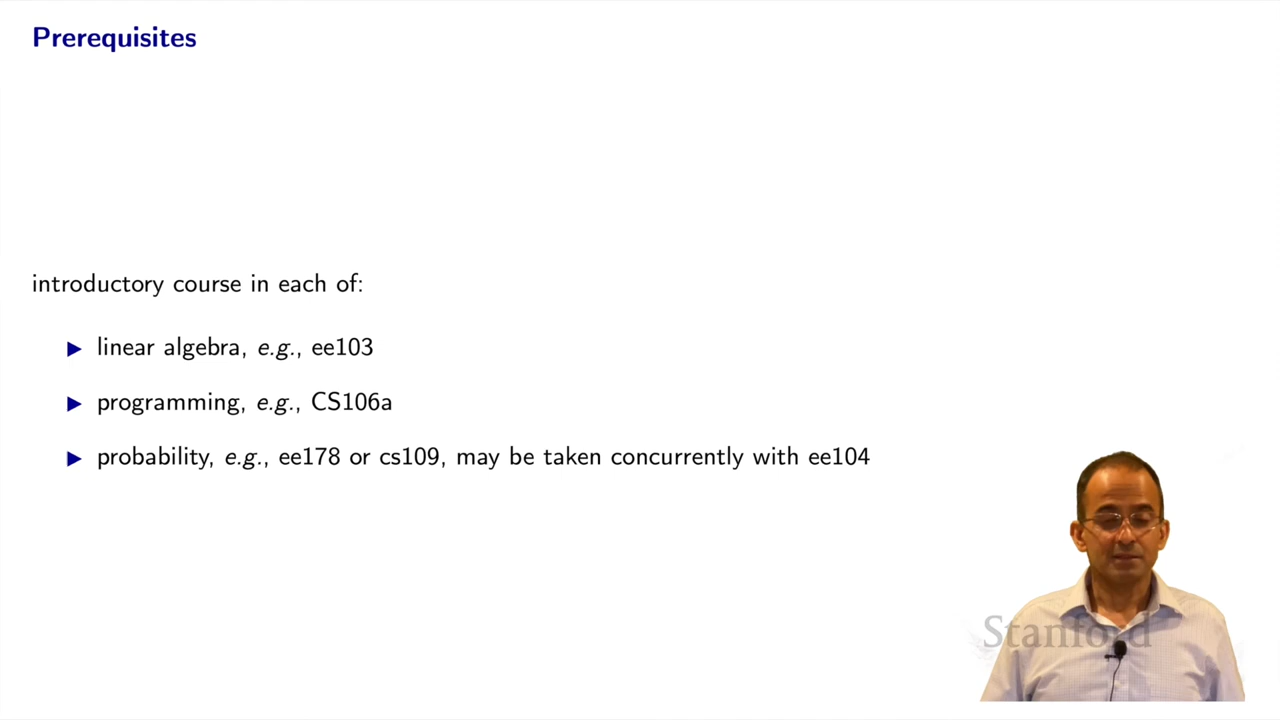 Prerequisites
introductory course in each of:
▶ linear algebra, e.g., ee103
▶ programming, e.g., CS106a
▶ probability, e.g., ee178 or cs109, may be taken concurrently with ee104
Stanford